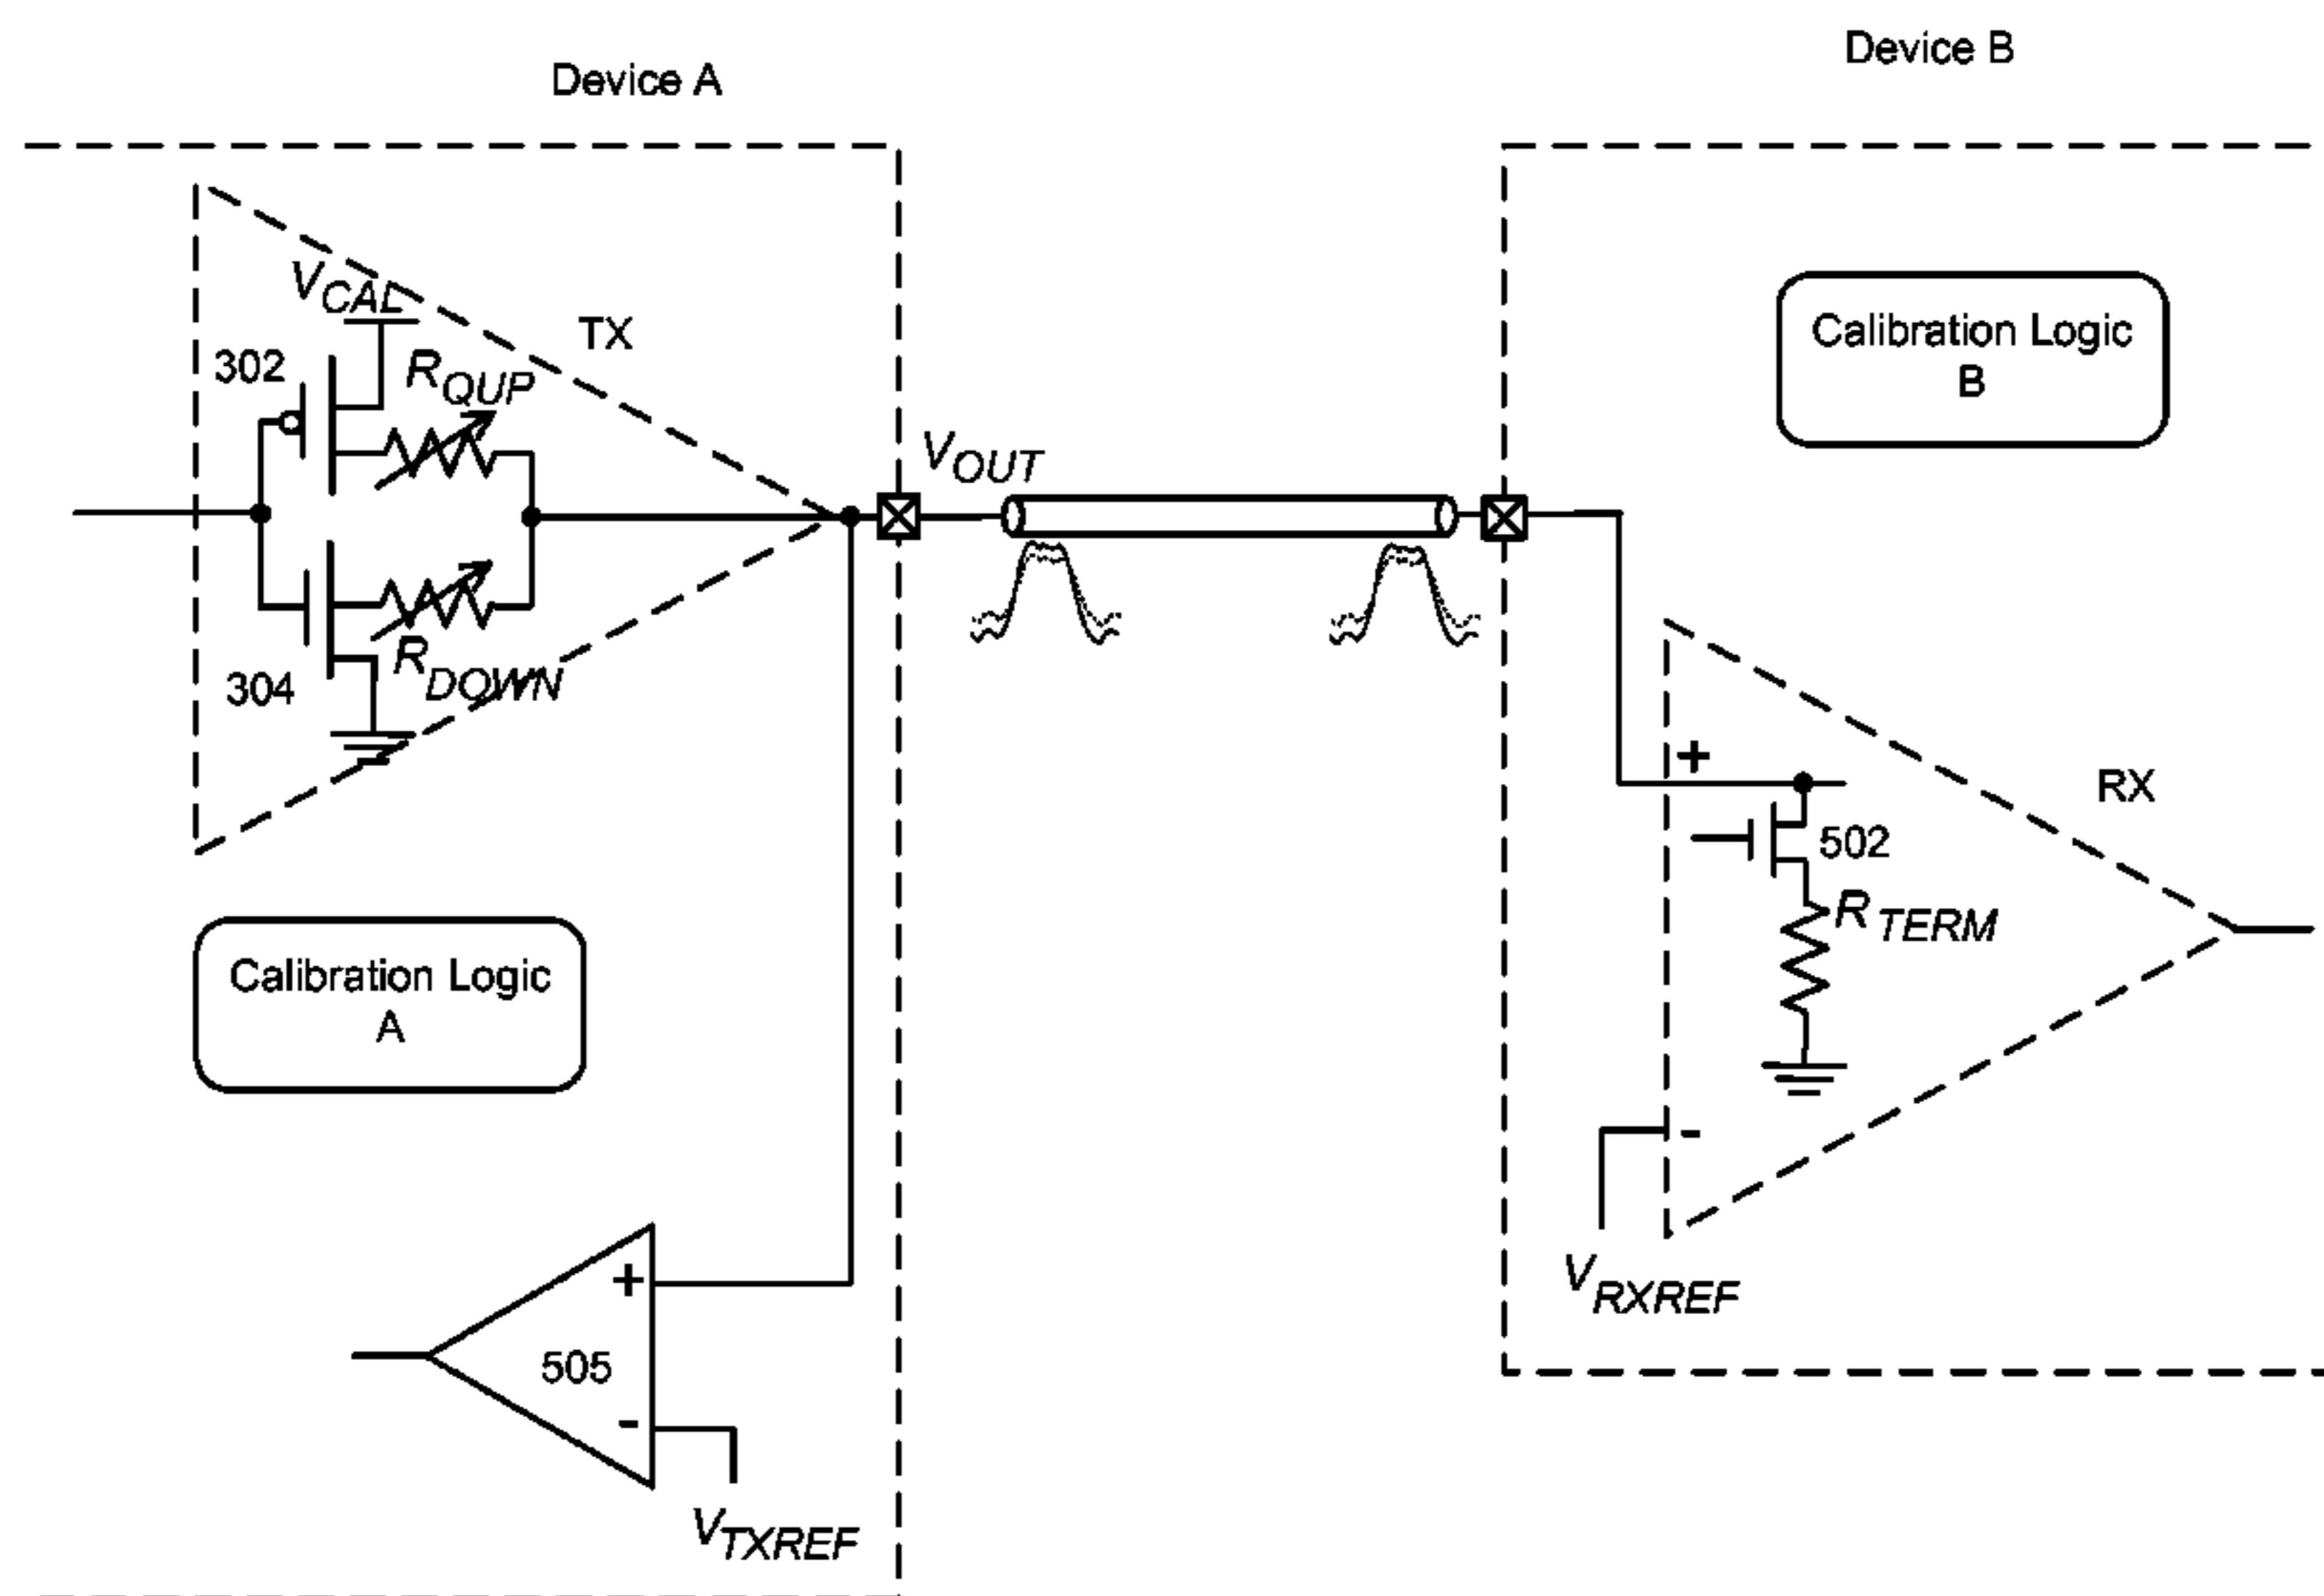 Device A
Device B
VCAL
TX
302
RQUP
VOUT
Calibration Logic
B
304
RDOWN
+
RX
502
RTERM
Calibration Logic
A
-
+
505
-
VRXREF
VTXREF